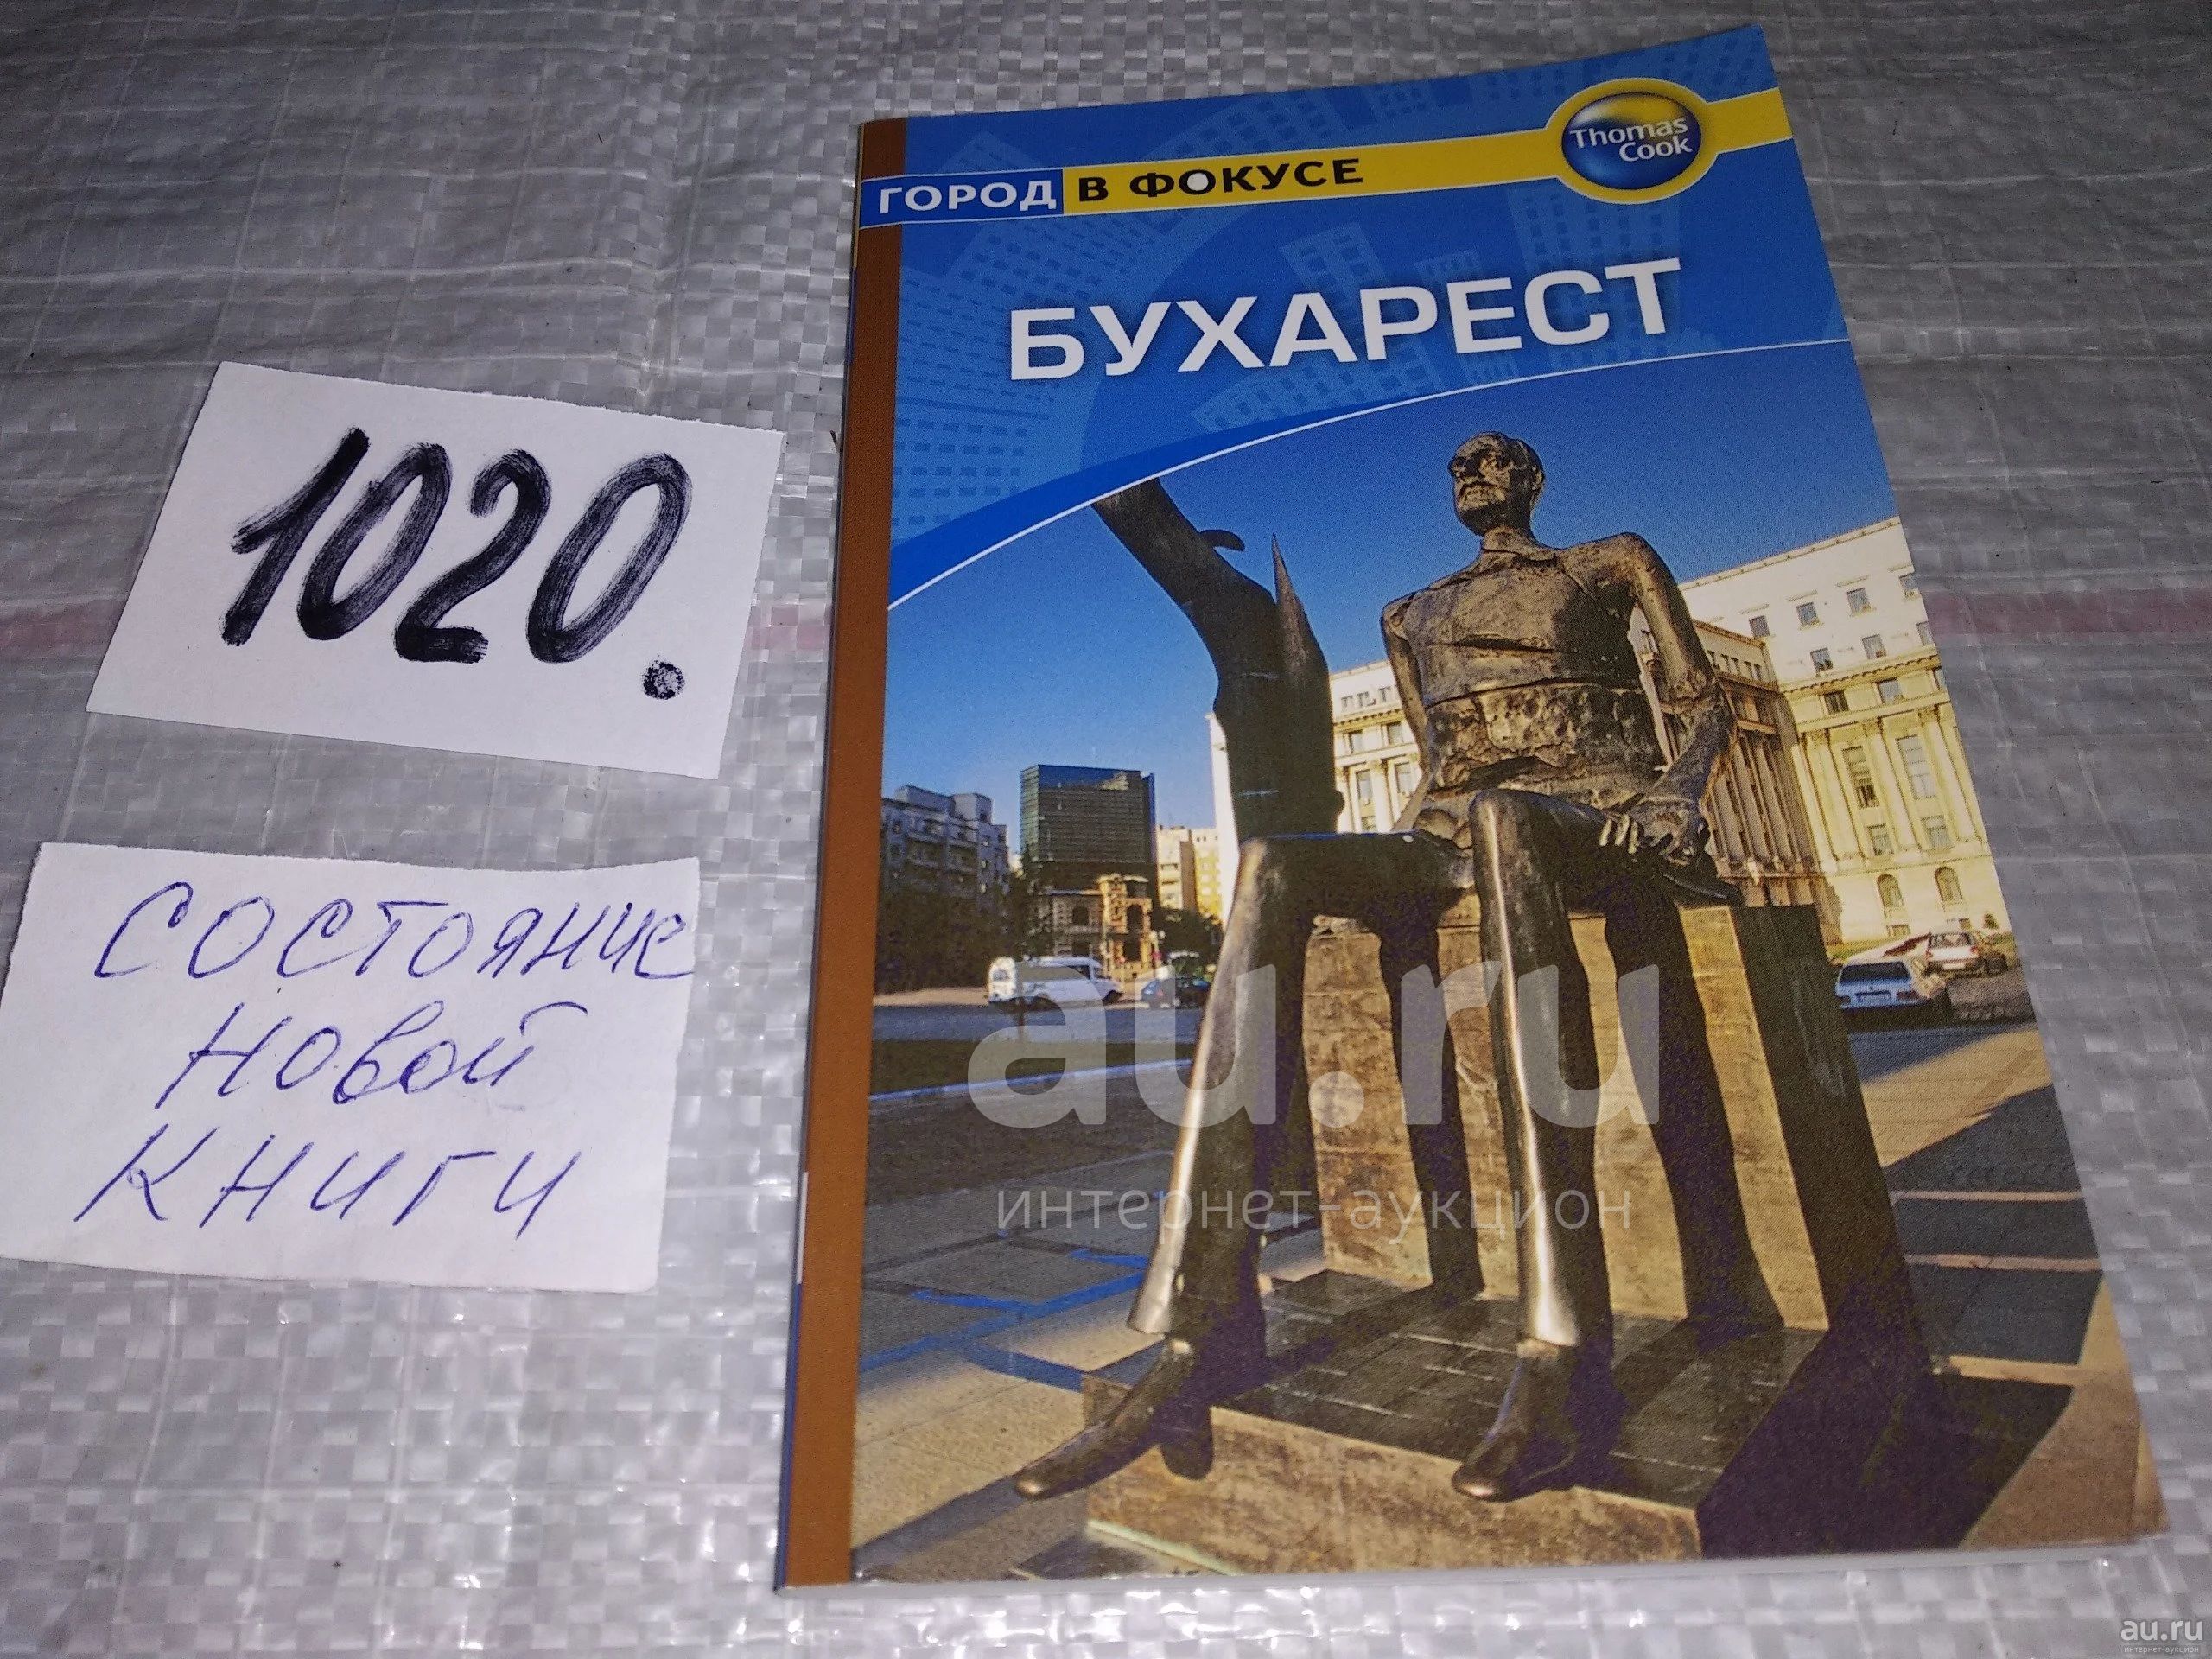 1020.
СОСТОЯНИЕ
НОВОЙ
КНИГИ
ГОРОД В ФОКУСЕ
Thomas
Cook
БУХАРЕСТ
au.ru
интернет-аукцион
au.ru
интернет-аукцион